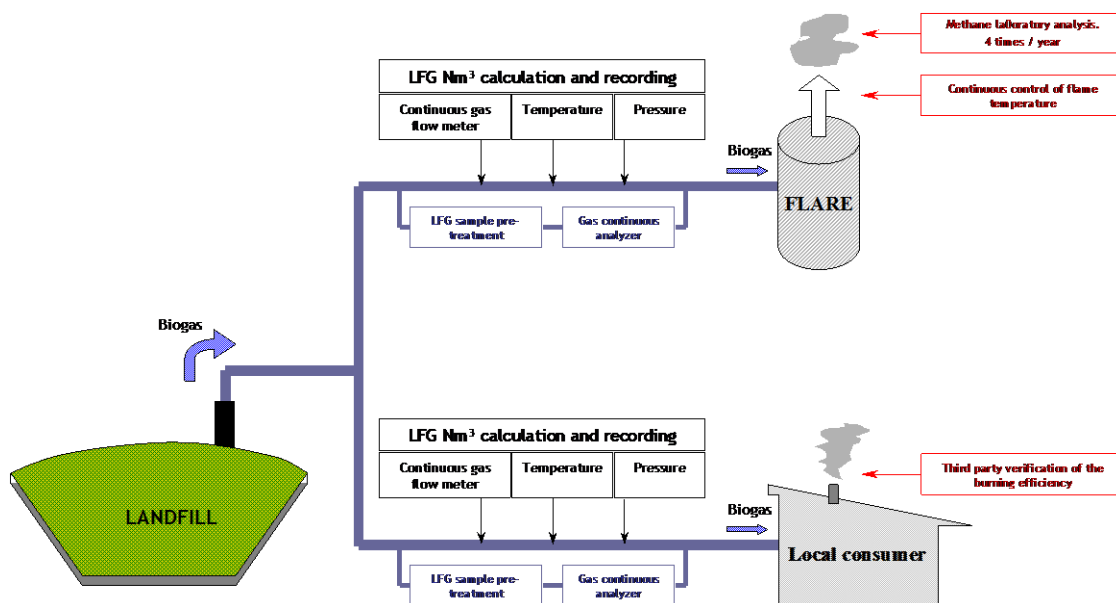 Methane laboratory analysis.
4 times / year
LFG Nm³ calculation and recording
Continuous gas
flow meter
Temperature
Pressure
Continuous control of flame
temperature
Biogas
FLARE
LFG sample pre-
treatment
Gas continuous
analyzer
Biogas
LANDFILL
LFG Nm³ calculation and recording
Continuous gas
flow meter
Temperature
Pressure
Third party verification of the
burning efficiency
Biogas
Local consumer
LFG sample pre-
treatment
Gas continuous
analyzer